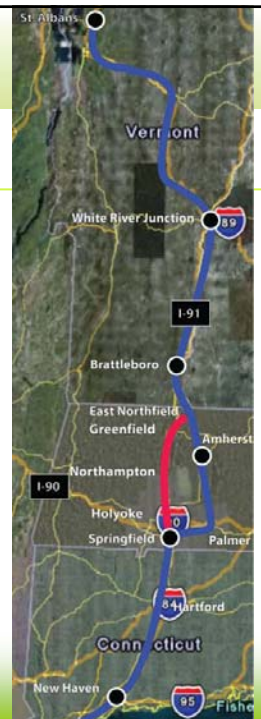 St. Albans
Vermont
White River Junction
89
I-91
Brattleboro
East Northfield
Greenfield
Amherst
Northampton
I-90
Holyoke
Springfield
Palmer
84
Hartford
Connecticut
New Haven
95
Fishe